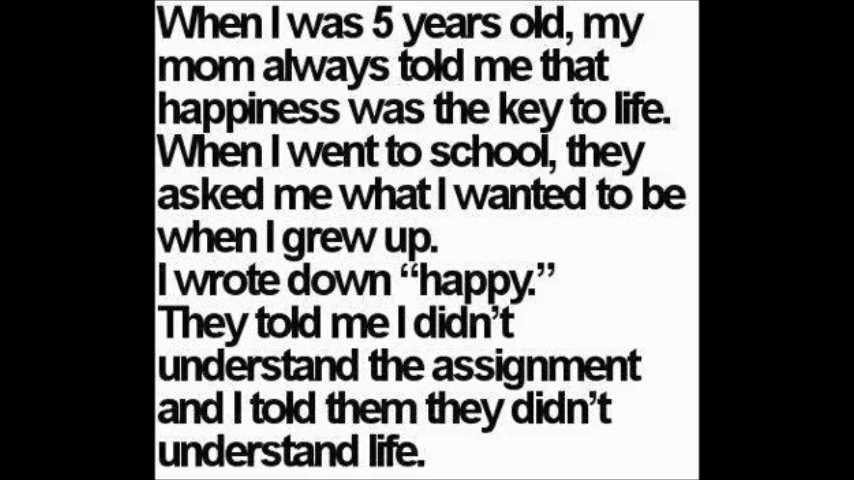 When I was 5 years old, my
mom always told me that
happiness was the key to life.
When I went to school, they
asked me what I wanted to be
when I grew up.
I wrote down “happy.”
They told me I didn’t
understand the assignment
and I told them they didn’t
understand life.